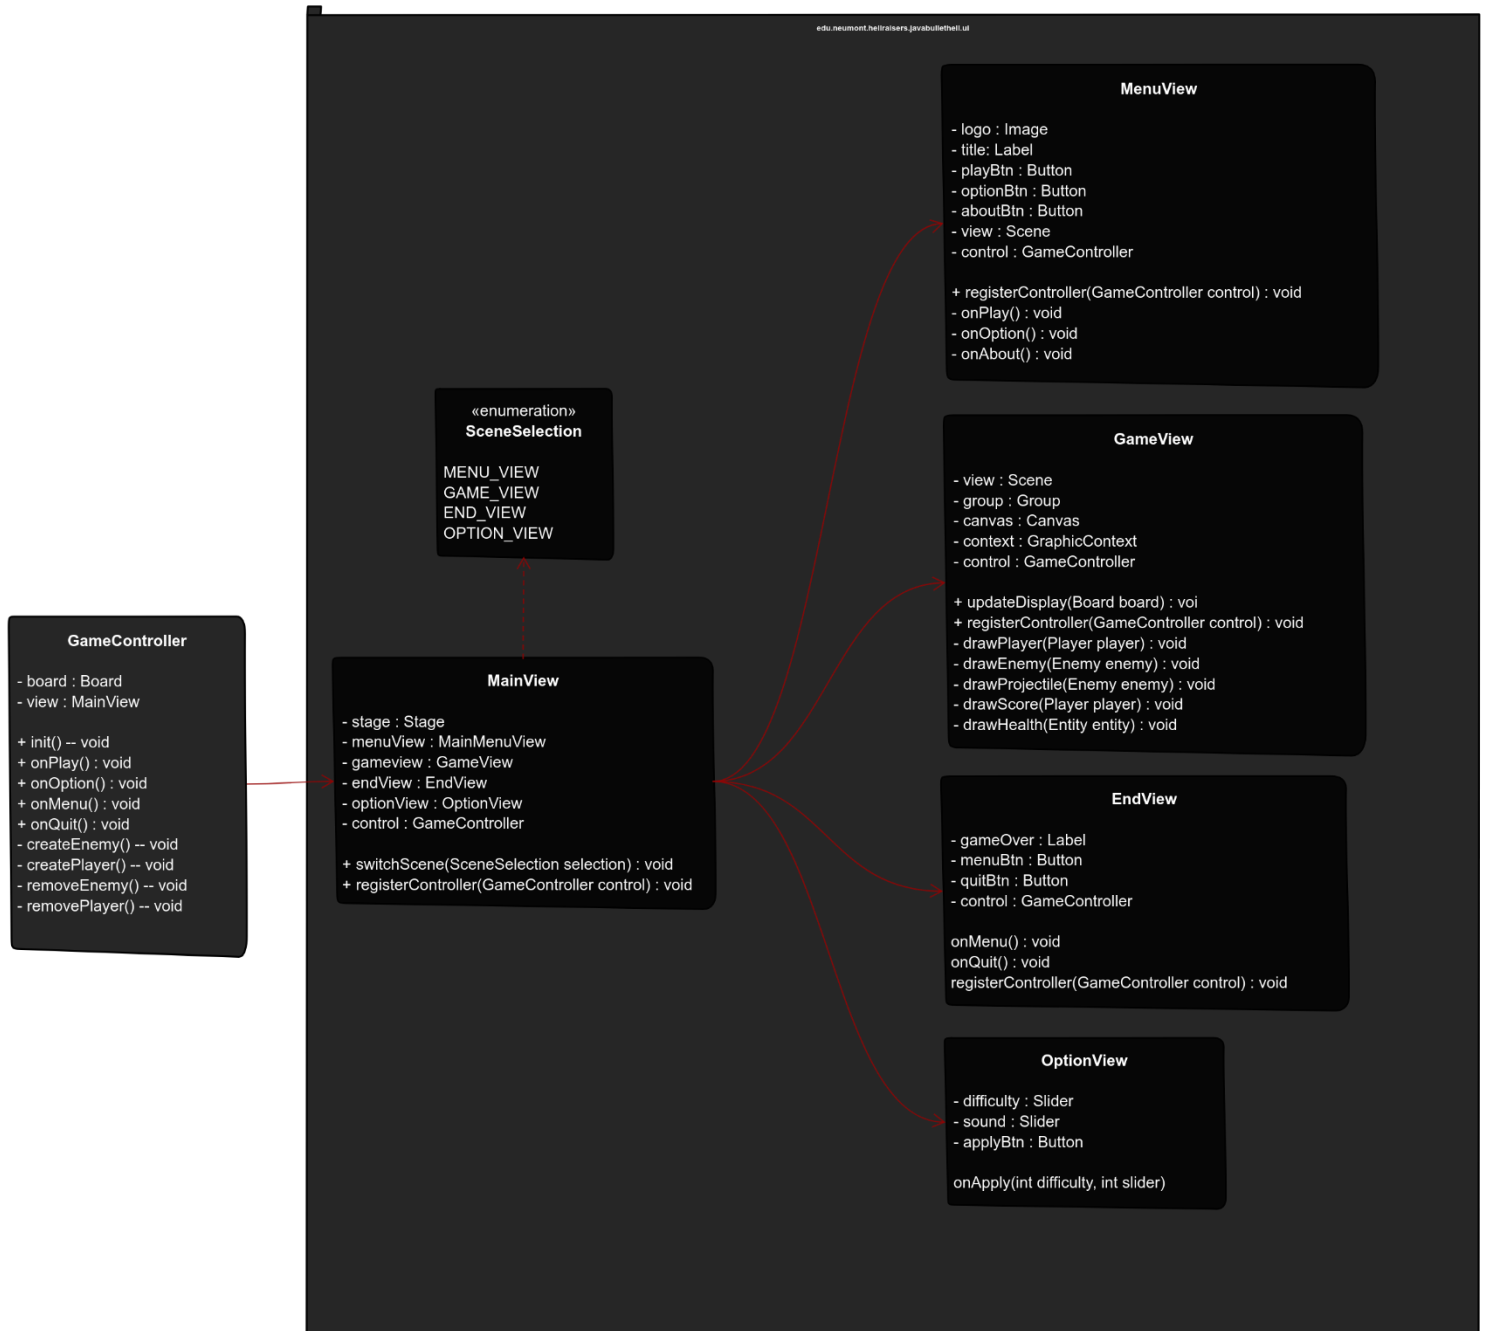 edu.neumont.hellraisers.javabullethell.ui
MenuView
- logo : Image
- title: Label
- playBtn : Button
- optionBtn : Button
- aboutBtn : Button
- view : Scene
- control : GameController
+ registerController(GameController control) : void
- onPlay() : void
- onOption() : void
- onAbout() : void
«enumeration»
SceneSelection
MENU_VIEW
GAME_VIEW
END_VIEW
OPTION_VIEW
GameView
- view : Scene
- group : Group
- canvas : Canvas
- context : GraphicContext
- control : GameController
+ updateDisplay(Board board) : voi
+ registerController(GameController control) : void
- drawPlayer(Player player) : void
- drawEnemy(Enemy enemy) : void
- drawProjectile(Enemy enemy) : void
- drawScore(Player player) : void
- drawHealth(Entity entity) : void
GameController
- board : Board
- view : MainView
+ init() -- void
+ onPlay() : void
+ onOption() : void
+ onMenu() : void
+ onQuit() : void
- createEnemy() -- void
- createPlayer() -- void
- removeEnemy() -- void
- removePlayer() -- void
MainView
- stage : Stage
- menuView : MainMenuView
- gameview : GameView
- endView : EndView
- optionView : OptionView
- control : GameController
+ switchScene(SceneSelection selection) : void
+ registerController(GameController control) : void
EndView
- gameOver : Label
- menuBtn : Button
- quitBtn : Button
- control : GameController
onMenu() : void
onQuit() : void
registerController(GameController control) : void
OptionView
- difficulty : Slider
- sound : Slider
- applyBtn : Button
onApply(int difficulty, int slider)